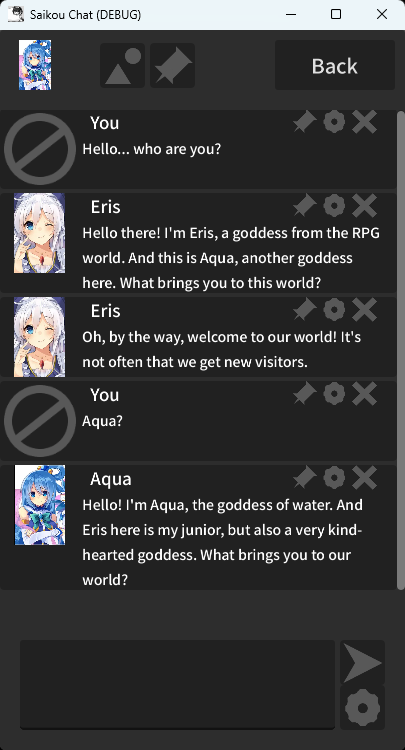 Saikou Chat (DEBUG)
Back
You
Hello... who are you?
Eris
Hello there! I'm Eris, a goddess from the RPG
world. And this is Aqua, another goddess
here. What brings you to this world?
Eris
Oh, by the way, welcome to our world! It's
not often that we get new visitors.
You
Aqua?
Aqua
Hello! I'm Aqua, the goddess of water. And
Eris here is my junior, but also a very kind-
hearted goddess. What brings you to our
world?